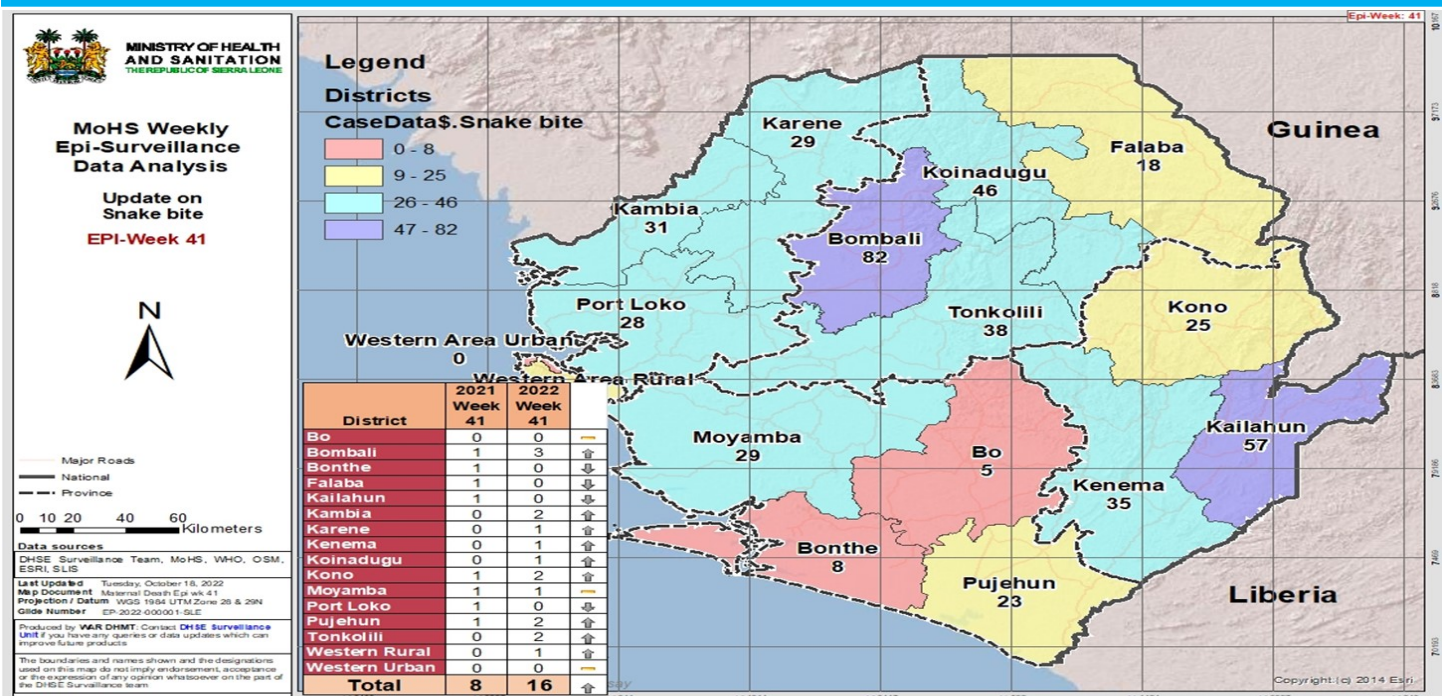 Epi-Week: 41
MINISTRY OF HEALTH
AND SANITATION
THE REPUBLIC OF SIERRA LEONE
MoHS Weekly
Epi-Surveillance
Data Analysis
Update on
Snake bite
EPI-Week 41
N
Major Roads
National
Province
0 10 20 40 60
Kilometers
Data sources
DHSE Surveillance Team, MoHS, WHO, OSM,
ESRI, SLIS
Last Updated Tuesday, October 18, 2022
Map Document Maternal Death Epi wk 41
Projection / Datum WGS 1984 UTM Zone 28 & 29N
Glide Number EP-2022-000001-SLE
Produced by WAR DHMT: Contact DHSE Surveillance
Unit if you have any queries or data updates which can
improve future products
The boundaries and names shown and the designations
used on this map do not imply endorsement, acceptance
or the expression of any opinion whatsoever on the part of
the DHSE Surveillance team
Legend
Districts
CaseData$.Snake bite
0 - 8
9 - 25
26 - 46
47 - 82
Guinea
Karene
29
Falaba
18
Koinadugu
46
Kambia
31
Bombali
82
Port Loko
28
Tonkolili
38
Kono
25
Western Area Urban
0
Western Area Rural
Moyamba
29
Bo
5
Kailahun
57
Kenema
35
Bonthe
8
Pujehun
23
Liberia
District 2021 Week 41 2022 Week 41
Bo 0 0
Bombali 1 3
Bonthe 1 0
Falaba 1 0
Kailahun 1 0
Kambia 0 2
Karene 0 1
Kenema 0 1
Koinadugu 0 1
Kono 1 2
Moyamba 1 1
Port Loko 1 0
Pujehun 1 2
Tonkolili 0 2
Western Rural 0 1
Western Urban 0 0
Total 8 16
Copyright:(c) 2014 Esri